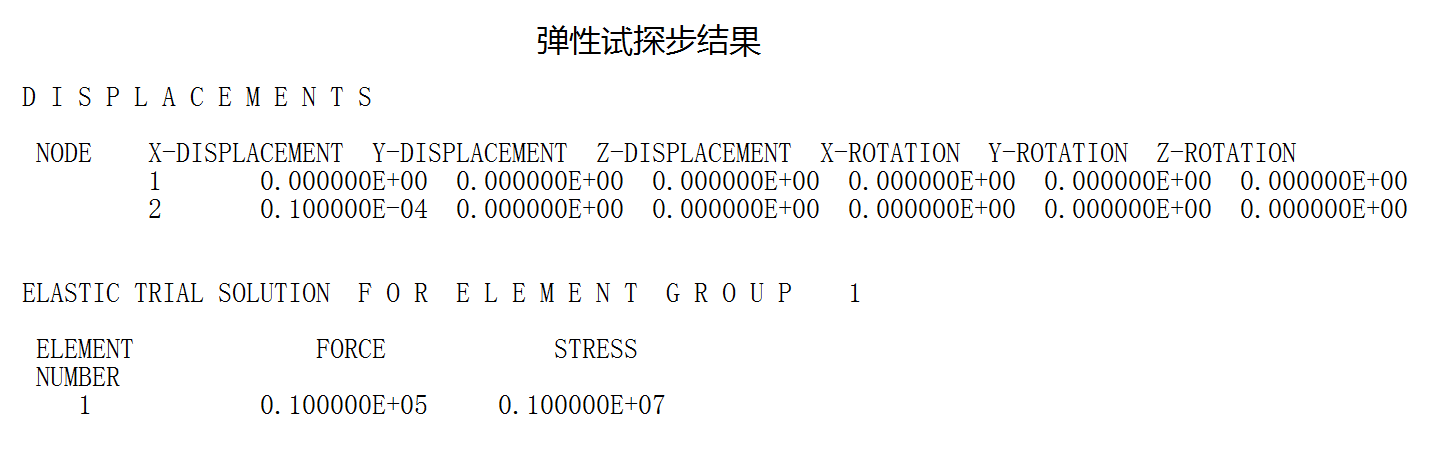 弹性试探步结果
D I S P L A C E M E N T S
NODE X-DISPLACEMENT Y-DISPLACEMENT Z-DISPLACEMENT X-ROTATION Y-ROTATION Z-ROTATION
1 0.000000E+00 0.000000E+00 0.000000E+00 0.000000E+00 0.000000E+00 0.000000E+00
2 0.100000E-04 0.000000E+00 0.000000E+00 0.000000E+00 0.000000E+00 0.000000E+00
ELASTIC TRIAL SOLUTION F O R E L E M E N T G R O U P 1
ELEMENT FORCE STRESS
NUMBER
1 0.100000E+05 0.100000E+07